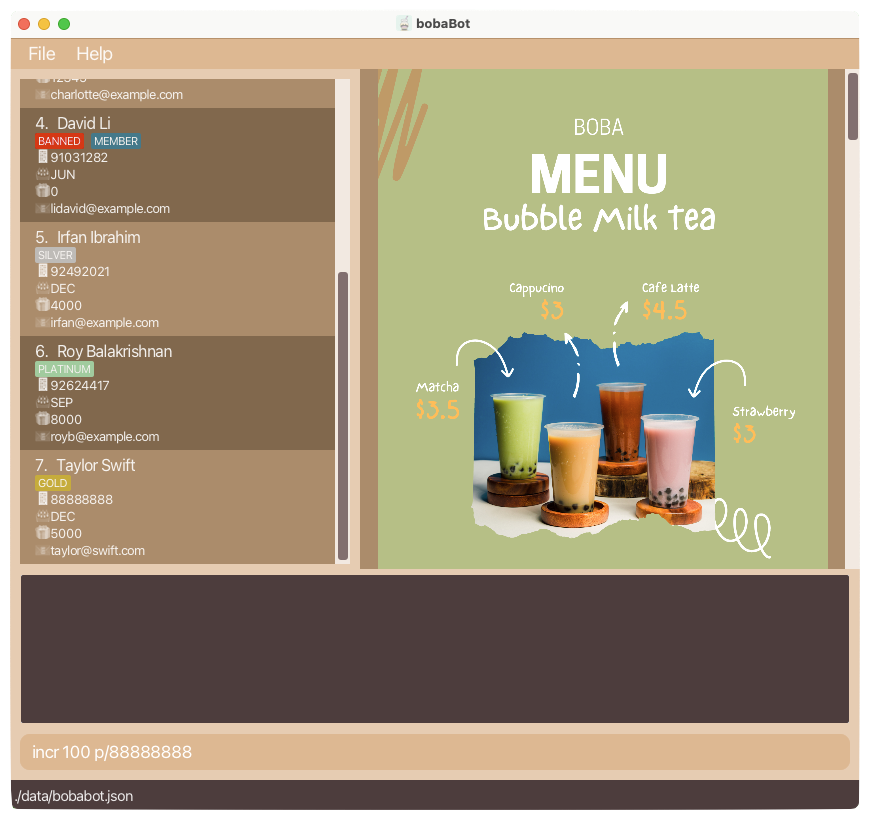 bobaBot
File Help
charlotte@example.com
4. David Li
BANNED MEMBER
91031282
JUN
0
lidavid@example.com
5. Irfan Ibrahim
SILVER
92492021
DEC
4000
irfan@example.com
6. Roy Balakrishnan
PLATINUM
92624417
SEP
8000
royb@example.com
7. Taylor Swift
GOLD
88888888
DEC
5000
taylor@swift.com
BOBA
MENU
Bubble Milk Tea
Cappucino
$3
Cafe Latte
$4.5
Matcha
$3.5
Strawberry
$3
incr 100 p/88888888
./data/bobabot.json